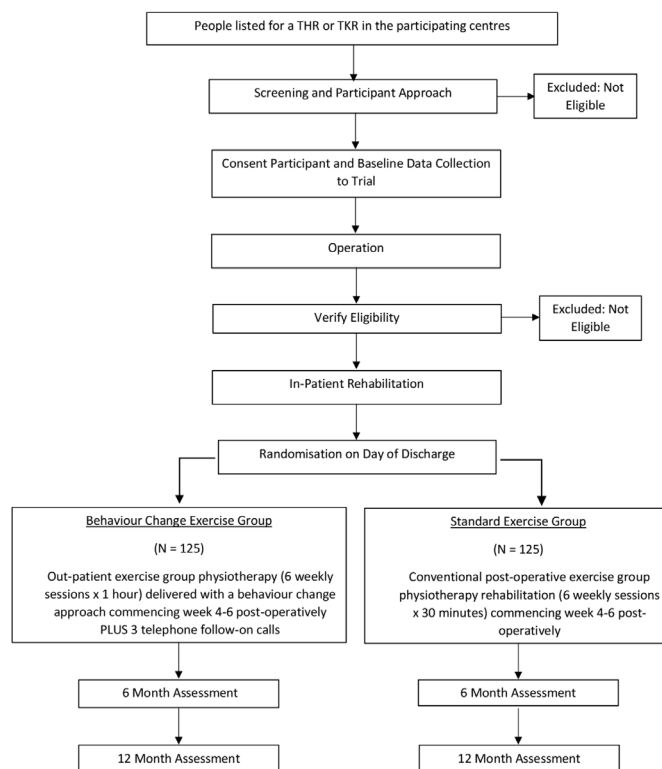 People listed for a THR or TKR in the participating centres
Screening and Participant Approach
Excluded: Not
Eligible
Consent Participant and Baseline Data Collection
to Trial
Operation
Verify Eligibility
Excluded: Not
Eligible
In-Patient Rehabilitation
Randomisation on Day of Discharge
Behaviour Change Exercise Group
(N = 125)
Out-patient exercise group physiotherapy (6 weekly
sessions x 1 hour) delivered with a behaviour change
approach commencing week 4-6 post-operatively
PLUS 3 telephone follow-on calls
Standard Exercise Group
(N = 125)
Conventional post-operative exercise group
physiotherapy rehabilitation (6 weekly sessions
x 30 minutes) commencing week 4-6 post-
operatively
6 Month Assessment
6 Month Assessment
12 Month Assessment
12 Month Assessment